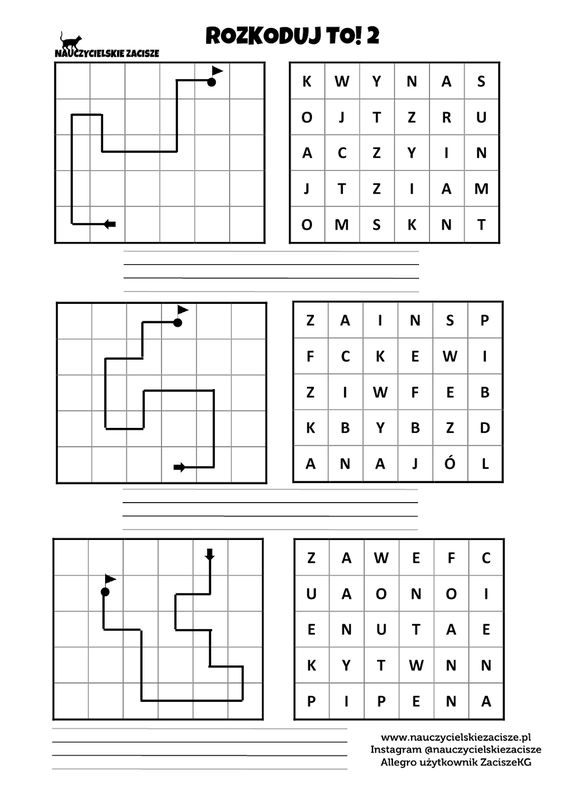 ROZKODUJ TO! 2
NAUCZYCIELSKIE ZACISZE
K W Y N A S
O J T Z R U
A C Z Y I N
J T Z I A M
O M S K N T
Z A I N S P
F C K E W I
Z I W F E B
K B Y B Z D
A N A J Ó L
Z A W E F C
U A O N O I
E N U T A E
K Y T W N N
P I P E N A
www.nauczycielskiezacisze.pl
Instagram @nauczycielskiezacisze
Allegro użytkownik ZaciszeKG